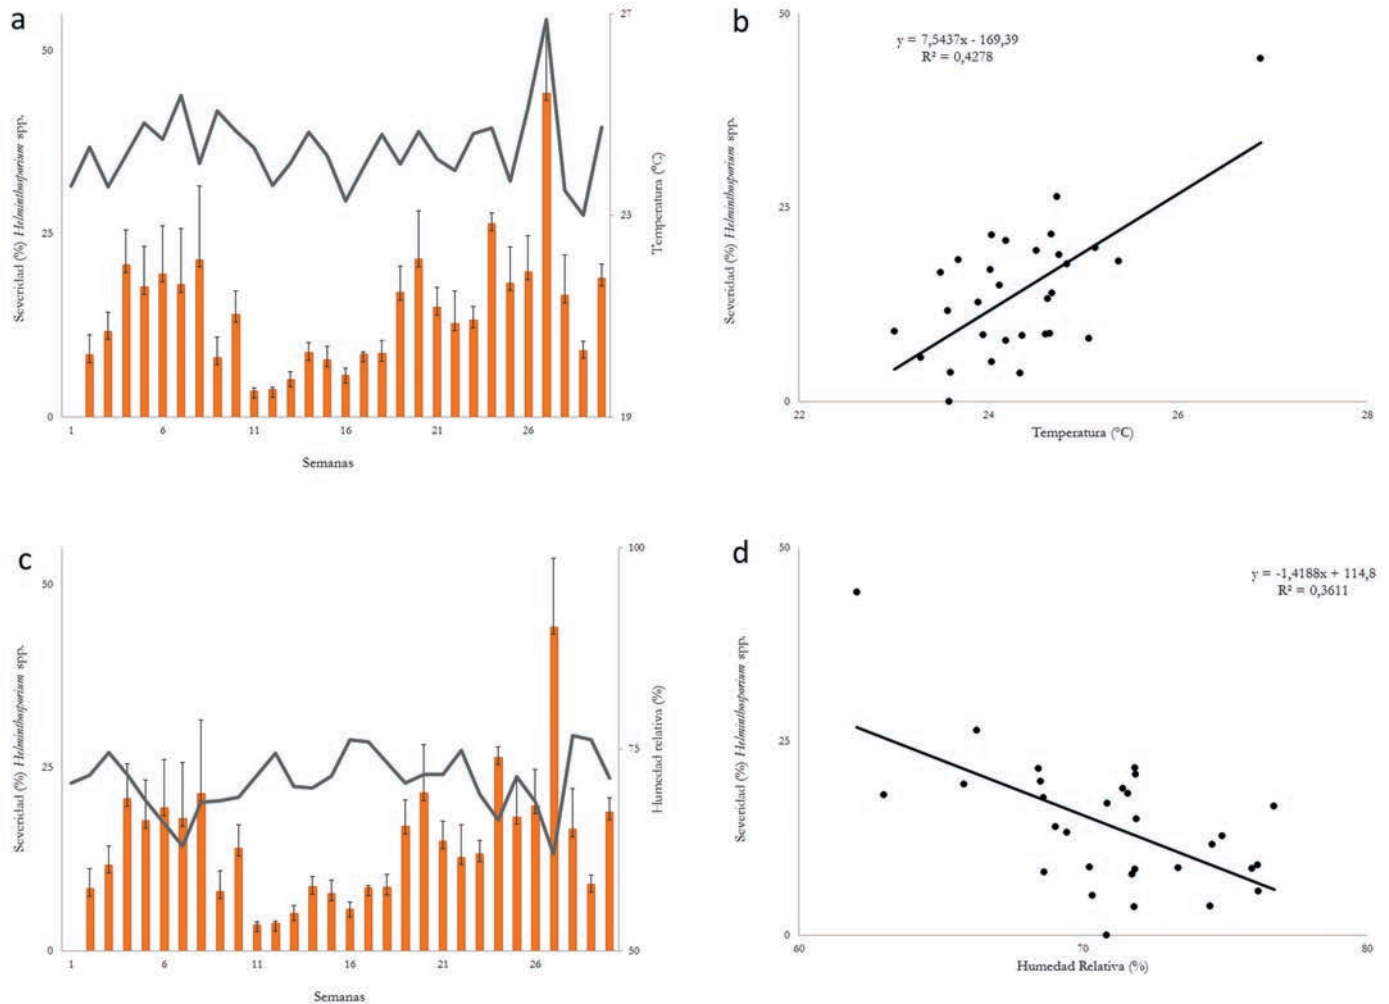 a
27
50
25
0
23
19
Severidad (%) Helminthosporium spp.
Temperatura (°C)
1
6
11
16
21
26
Semanas
b
50
25
0
y = 7,5437x - 169,39
R² = 0,4278
Severidad (%) Helminthosporium spp.
22
24
26
28
Temperatura (°C)
c
100
50
25
0
75
50
Severidad (%) Helminthosporium spp.
Humedad relativa (%)
1
6
11
16
21
26
Semanas
d
50
25
0
y = -1,4188x + 114,8
R² = 0,3611
Severidad (%) Helminthosporium spp.
60
70
80
Humedad Relativa (%)